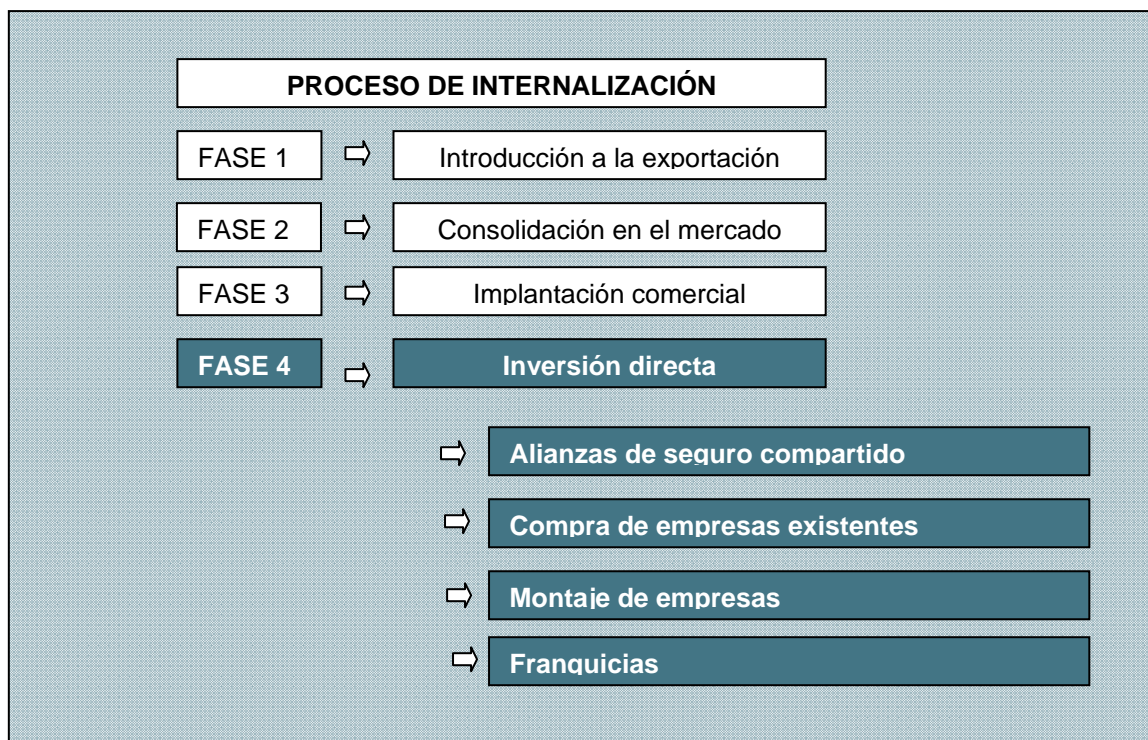 PROCESO DE INTERNALIZACIÓN
FASE 1
Introducción a la exportación
FASE 2
Consolidación en el mercado
FASE 3
Implantación comercial
FASE 4
Inversión directa
Alianzas de seguro compartido
Compra de empresas existentes
Montaje de empresas
Franquicias